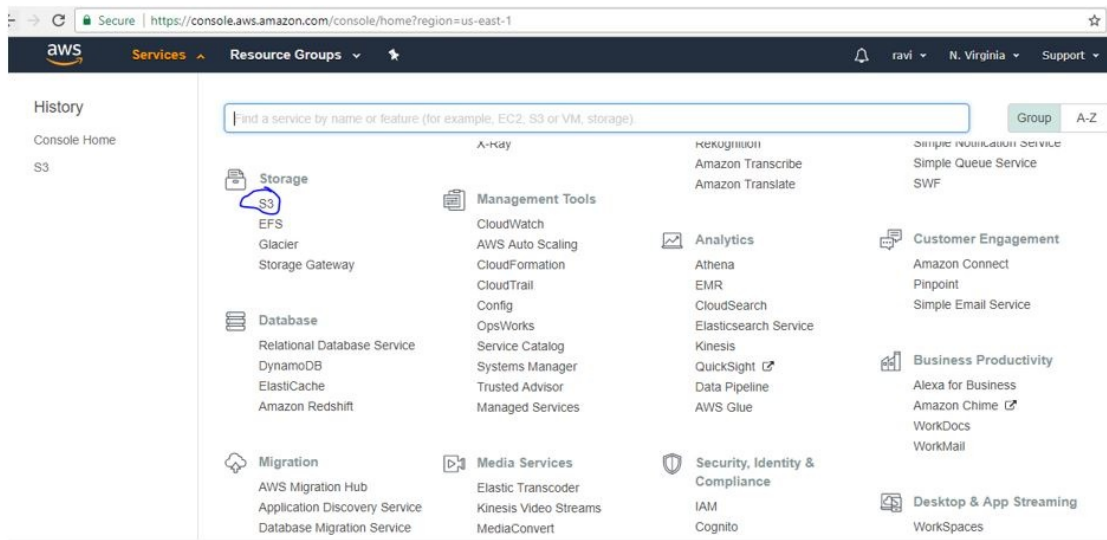 Secure | https://console.aws.amazon.com/console/home?region=us-east-1
aws
Services
Resource Groups
ravi
N. Virginia
Support
History
Console Home
S3
Find a service by name or feature (for example, EC2, S3 or VM, storage).
Group
A-Z
Storage
S3
EFS
Glacier
Storage Gateway
Database
Relational Database Service
DynamoDB
ElastiCache
Amazon Redshift
Migration
AWS Migration Hub
Application Discovery Service
Database Migration Service
X-Ray
Management Tools
CloudWatch
AWS Auto Scaling
CloudFormation
CloudTrail
Config
OpsWorks
Service Catalog
Systems Manager
Trusted Advisor
Managed Services
Media Services
Elastic Transcoder
Kinesis Video Streams
MediaConvert
Rekognition
Amazon Transcribe
Amazon Translate
Analytics
Athena
EMR
CloudSearch
Elasticsearch Service
Kinesis
QuickSight
Data Pipeline
AWS Glue
Security, Identity &
Compliance
IAM
Cognito
Simple Notification Service
Simple Queue Service
SWF
Customer Engagement
Amazon Connect
Pinpoint
Simple Email Service
Business Productivity
Alexa for Business
Amazon Chime
WorkDocs
WorkMail
Desktop & App Streaming
WorkSpaces